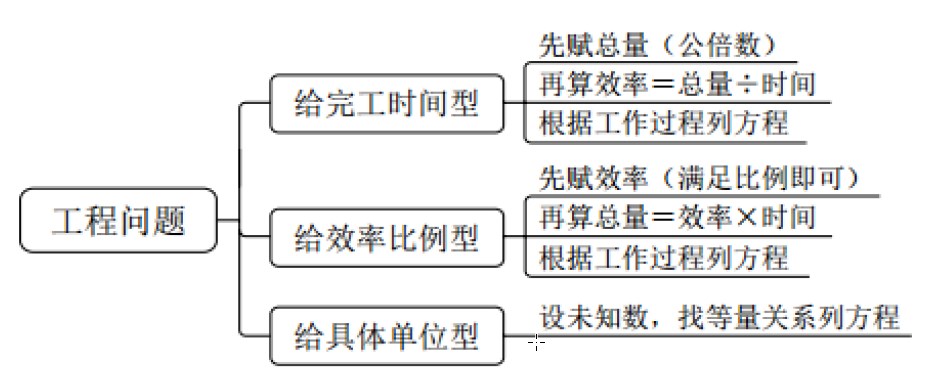 工程问题
给完工时间型
先赋总量（公倍数）
再算效率＝总量÷时间
根据工作过程列方程
给效率比例型
先赋效率（满足比例即可）
再算总量＝效率×时间
根据工作过程列方程
给具体单位型
设未知数，找等量关系列方程